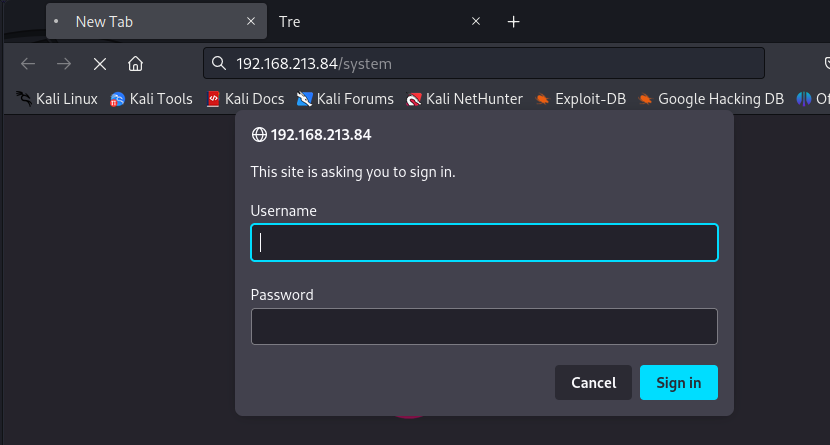 New Tab
Tre
192.168.213.84/system
Kali Linux Kali Tools Kali Docs Kali Forums Kali NetHunter Exploit-DB Google Hacking DB Of
192.168.213.84
This site is asking you to sign in.
Username
Password
Cancel Sign in